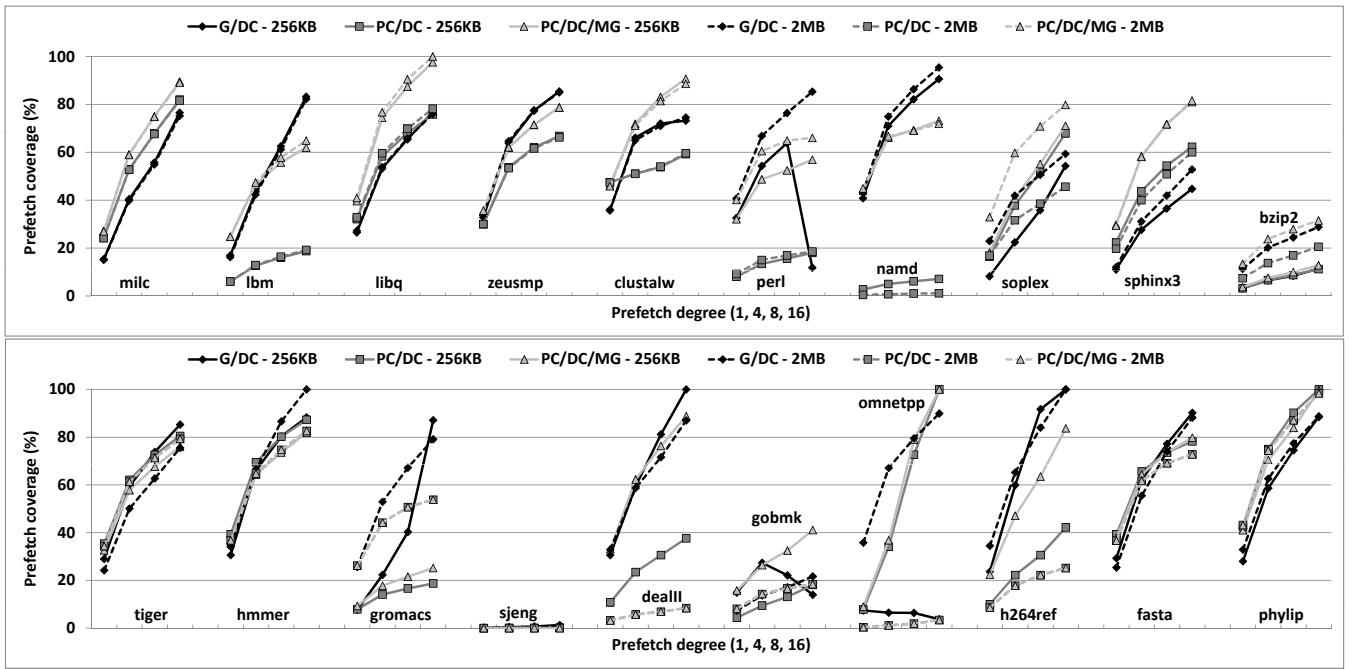 G/DC - 256KB PC/DC - 256KB PC/DC/MG - 256KB G/DC - 2MB PC/DC - 2MB PC/DC/MG - 2MB
Prefetch coverage (%)
100
80
60
40
20
0
milc lbm libq zeusmp clustalw perl namd soplex sphinx3 bzip2
Prefetch degree (1, 4, 8, 16)
G/DC - 256KB PC/DC - 256KB PC/DC/MG - 256KB G/DC - 2MB PC/DC - 2MB PC/DC/MG - 2MB
Prefetch coverage (%)
100
80
60
40
20
0
omnetpp
gobmk
dealII
tiger hmmer gromacs sjeng h264ref fasta phylip
Prefetch degree (1, 4, 8, 16)